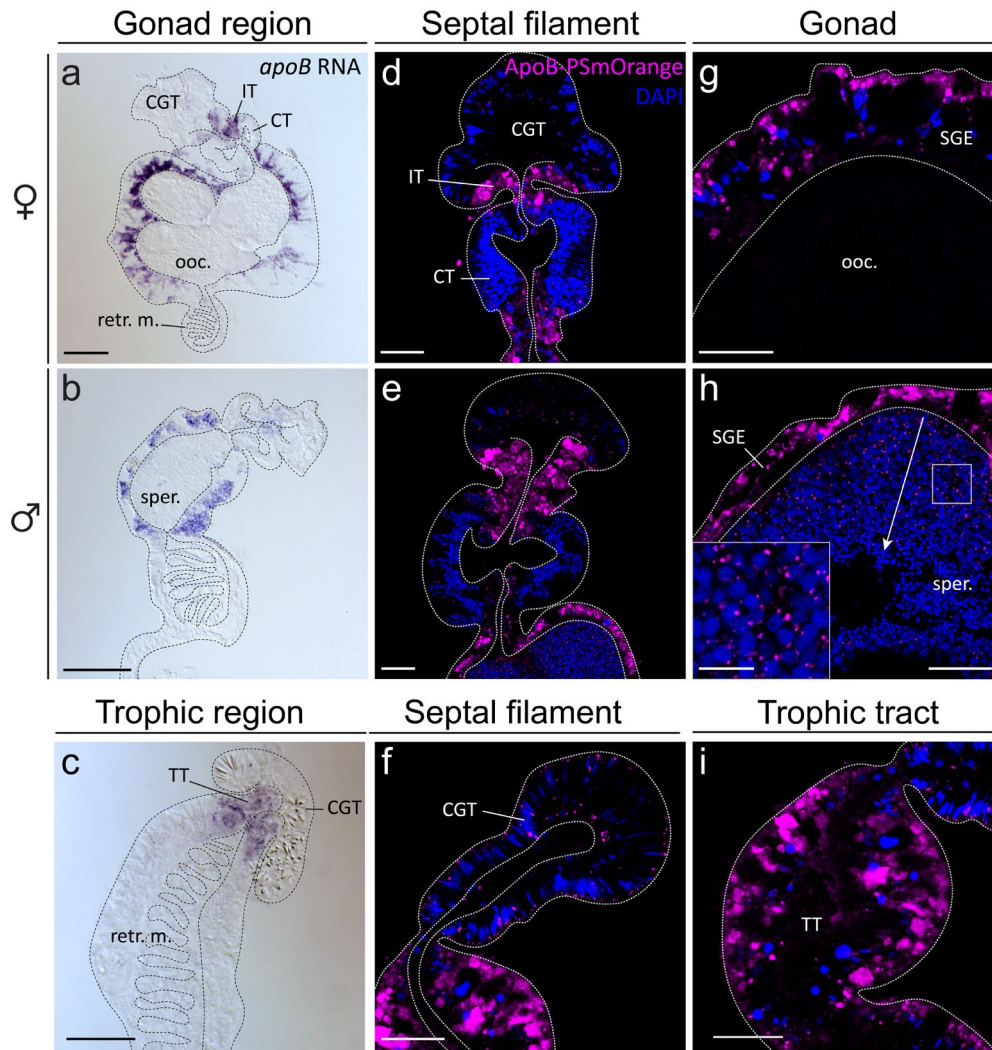 Gonad region
Septal filament
Gonad
♀
a
apoB RNA
CGT
IT
CT
ooc.
retr. m.
d
ApoB-PSmOrange
DAPI
CGT
IT
CT
g
SGE
ooc.
♂
b
sper.
e
h
SGE
sper.
Trophic region
Septal filament
Trophic tract
c
TT
CGT
retr. m.
f
CGT
i
TT